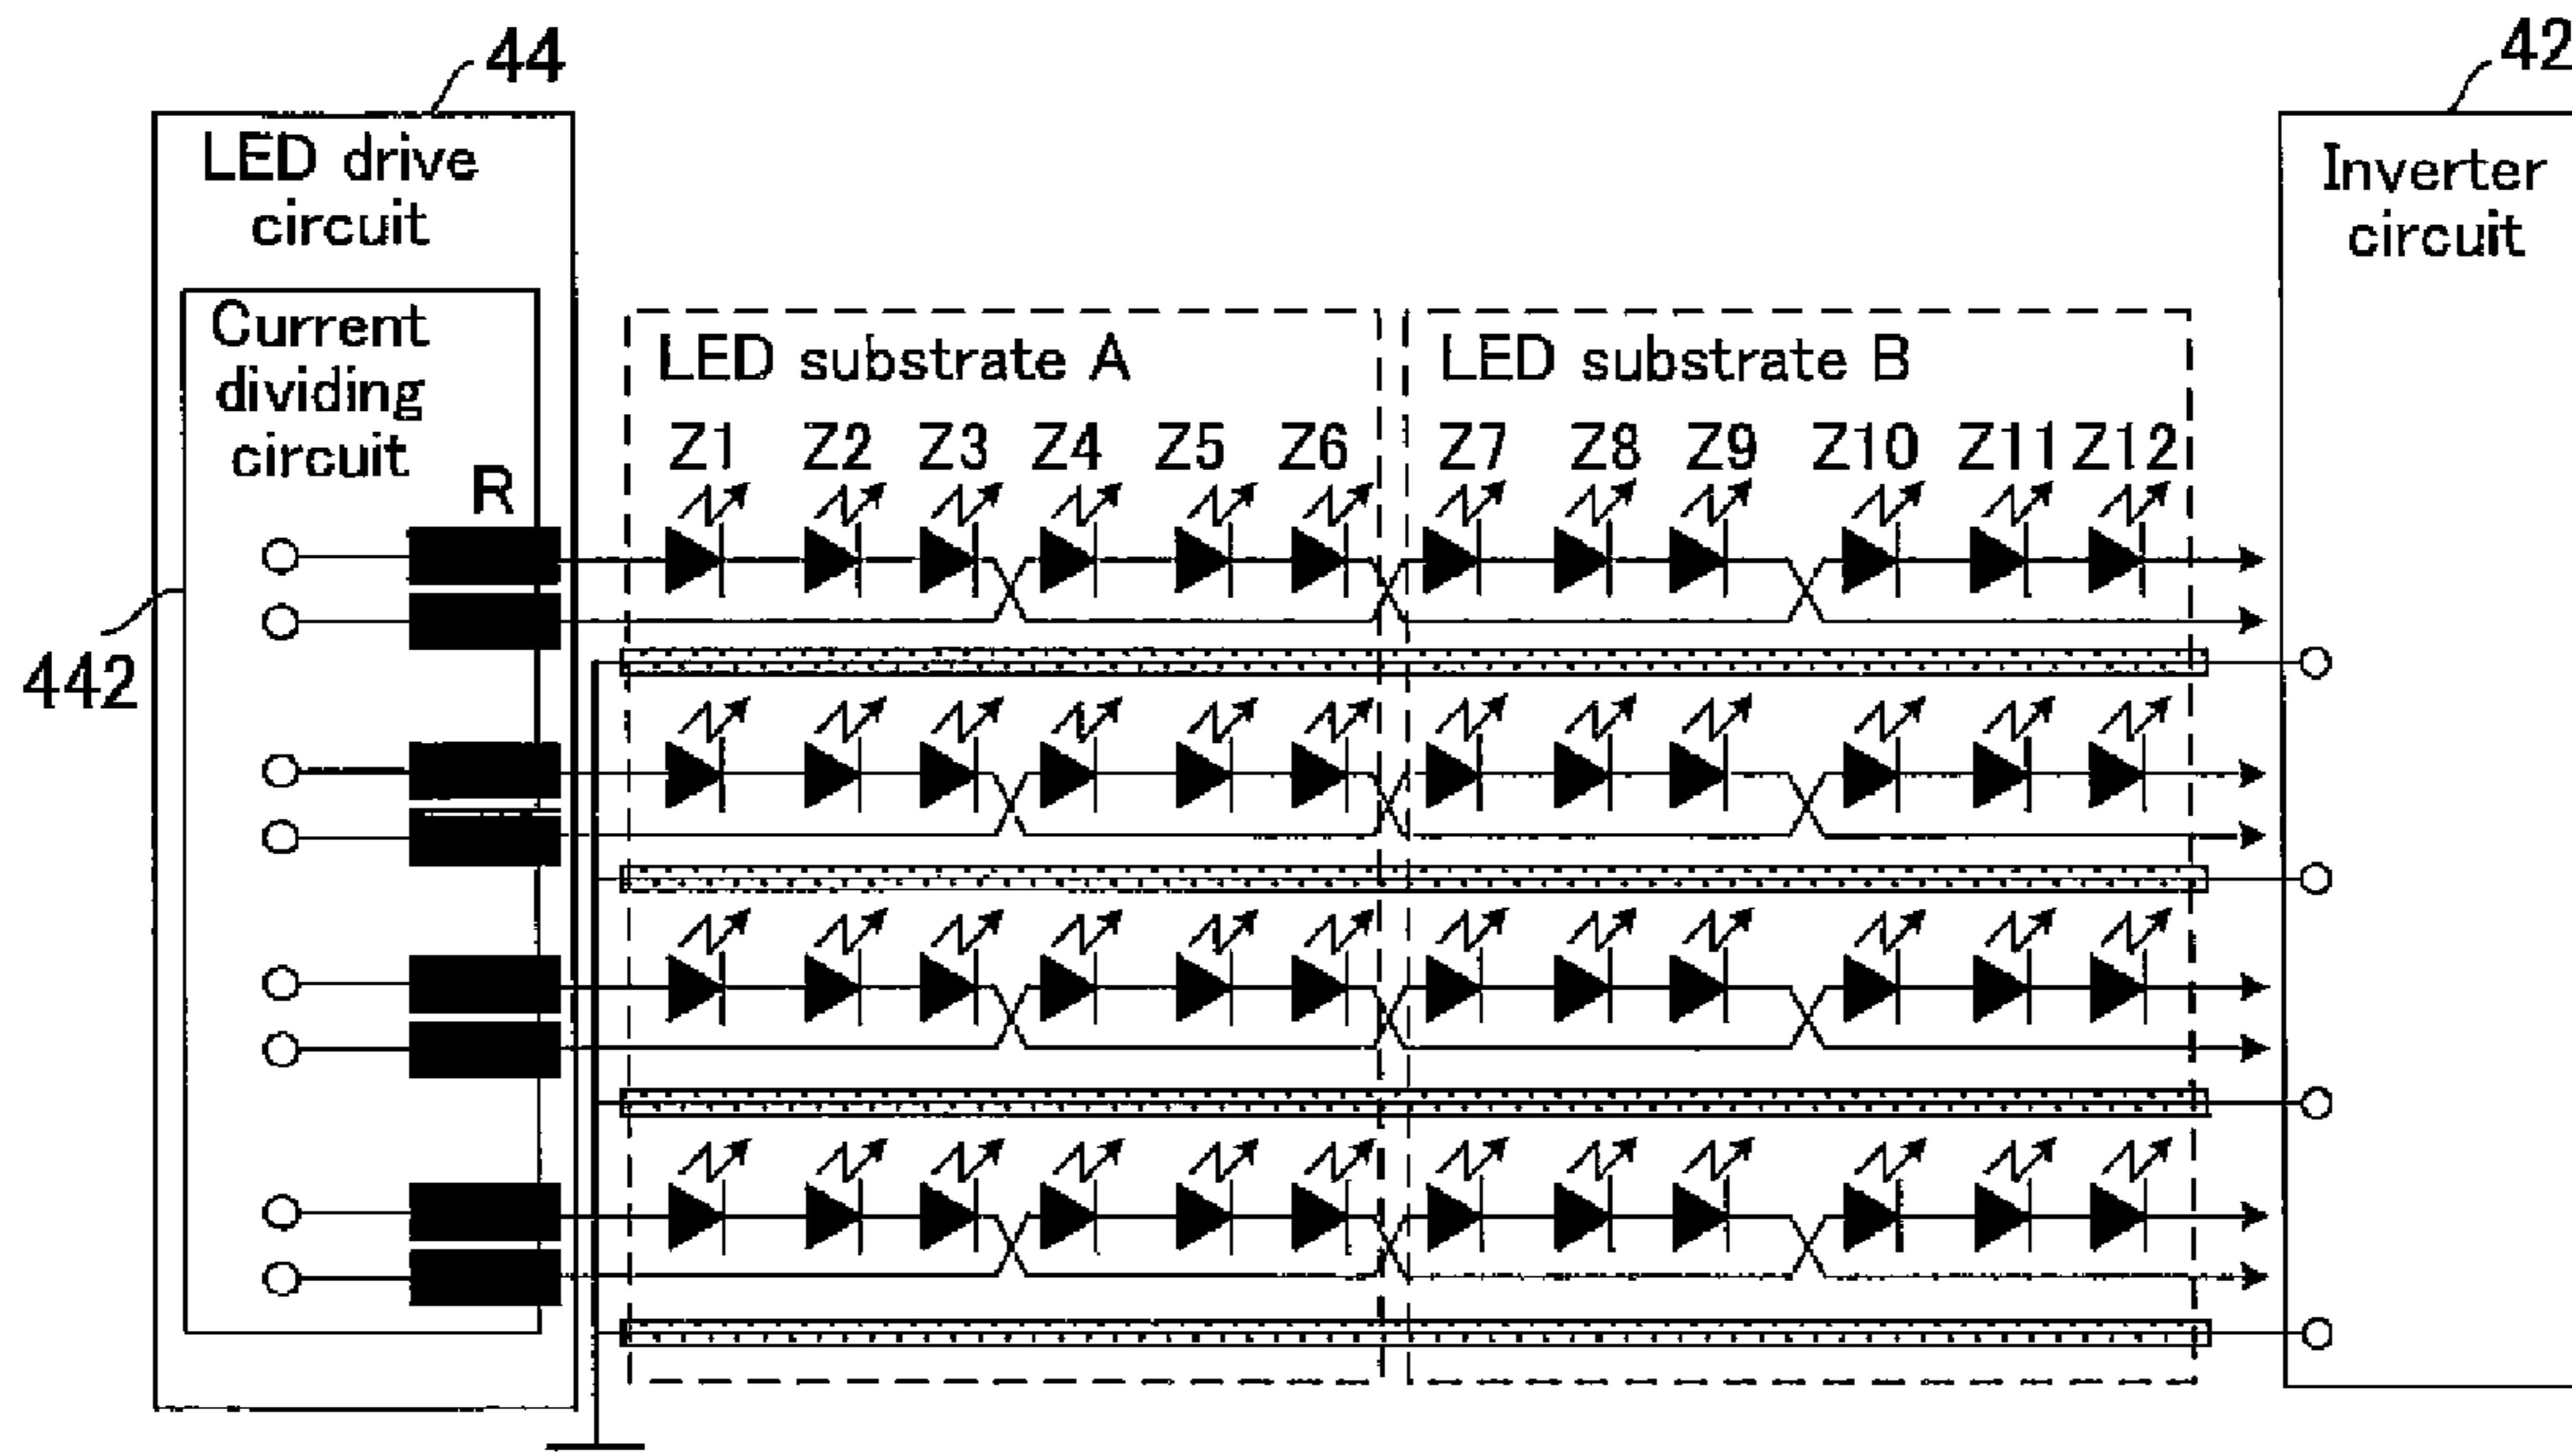 44
42
LED drive
circuit
Inverter
circuit
Current
dividing
circuit
R
442
LED substrate A
LED substrate B
Z1 Z2 Z3 Z4 Z5 Z6 Z7 Z8 Z9 Z10 Z11 Z12